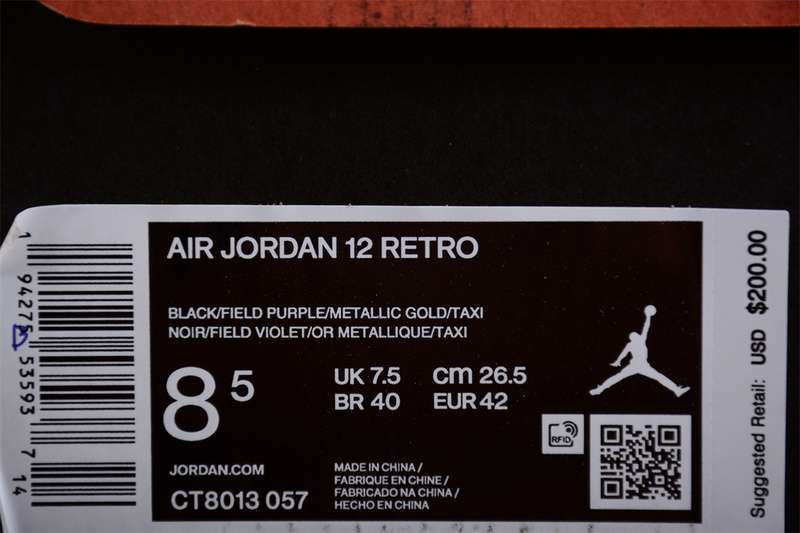 AIR JORDAN 12 RETRO
BLACK/FIELD PURPLE/METALLIC GOLD/TAXI
NOIR/FIELD VIOLET/OR METALLIQUE/TAXI
8 5
UK 7.5 cm 26.5
BR 40 EUR 42
RFID
JORDAN.COM
CT8013 057
MADE IN CHINA /
FABRIQUE EN CHINE /
FABRICADO NA CHINA /
HECHO EN CHINA
Suggested Retail: USD $200.00
1 94275 53593 7 14